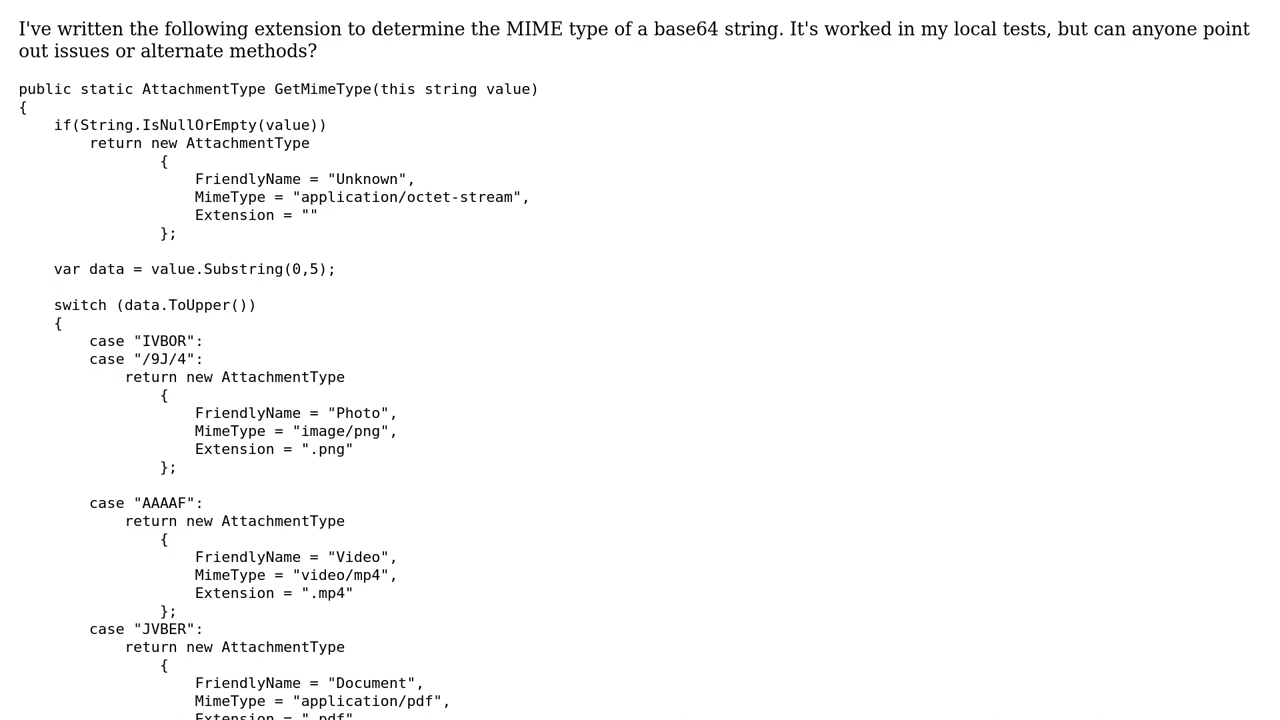 I've written the following extension to determine the MIME type of a base64 string. It's worked in my local tests, but can anyone point
out issues or alternate methods?
public static AttachmentType GetMimeType(this string value)
{
    if(String.IsNullOrEmpty(value))
        return new AttachmentType
                {
                    FriendlyName = "Unknown",
                    MimeType = "application/octet-stream",
                    Extension = ""
                };

    var data = value.Substring(0,5);

    switch (data.ToUpper())
    {
        case "IVBOR":
        case "/9J/4":
            return new AttachmentType
                {
                    FriendlyName = "Photo",
                    MimeType = "image/png",
                    Extension = ".png"
                };

        case "AAAAF":
            return new AttachmentType
                {
                    FriendlyName = "Video",
                    MimeType = "video/mp4",
                    Extension = ".mp4"
                };
        case "JVBER":
            return new AttachmentType
                {
                    FriendlyName = "Document",
                    MimeType = "application/pdf",
                    Extension = ".pdf"